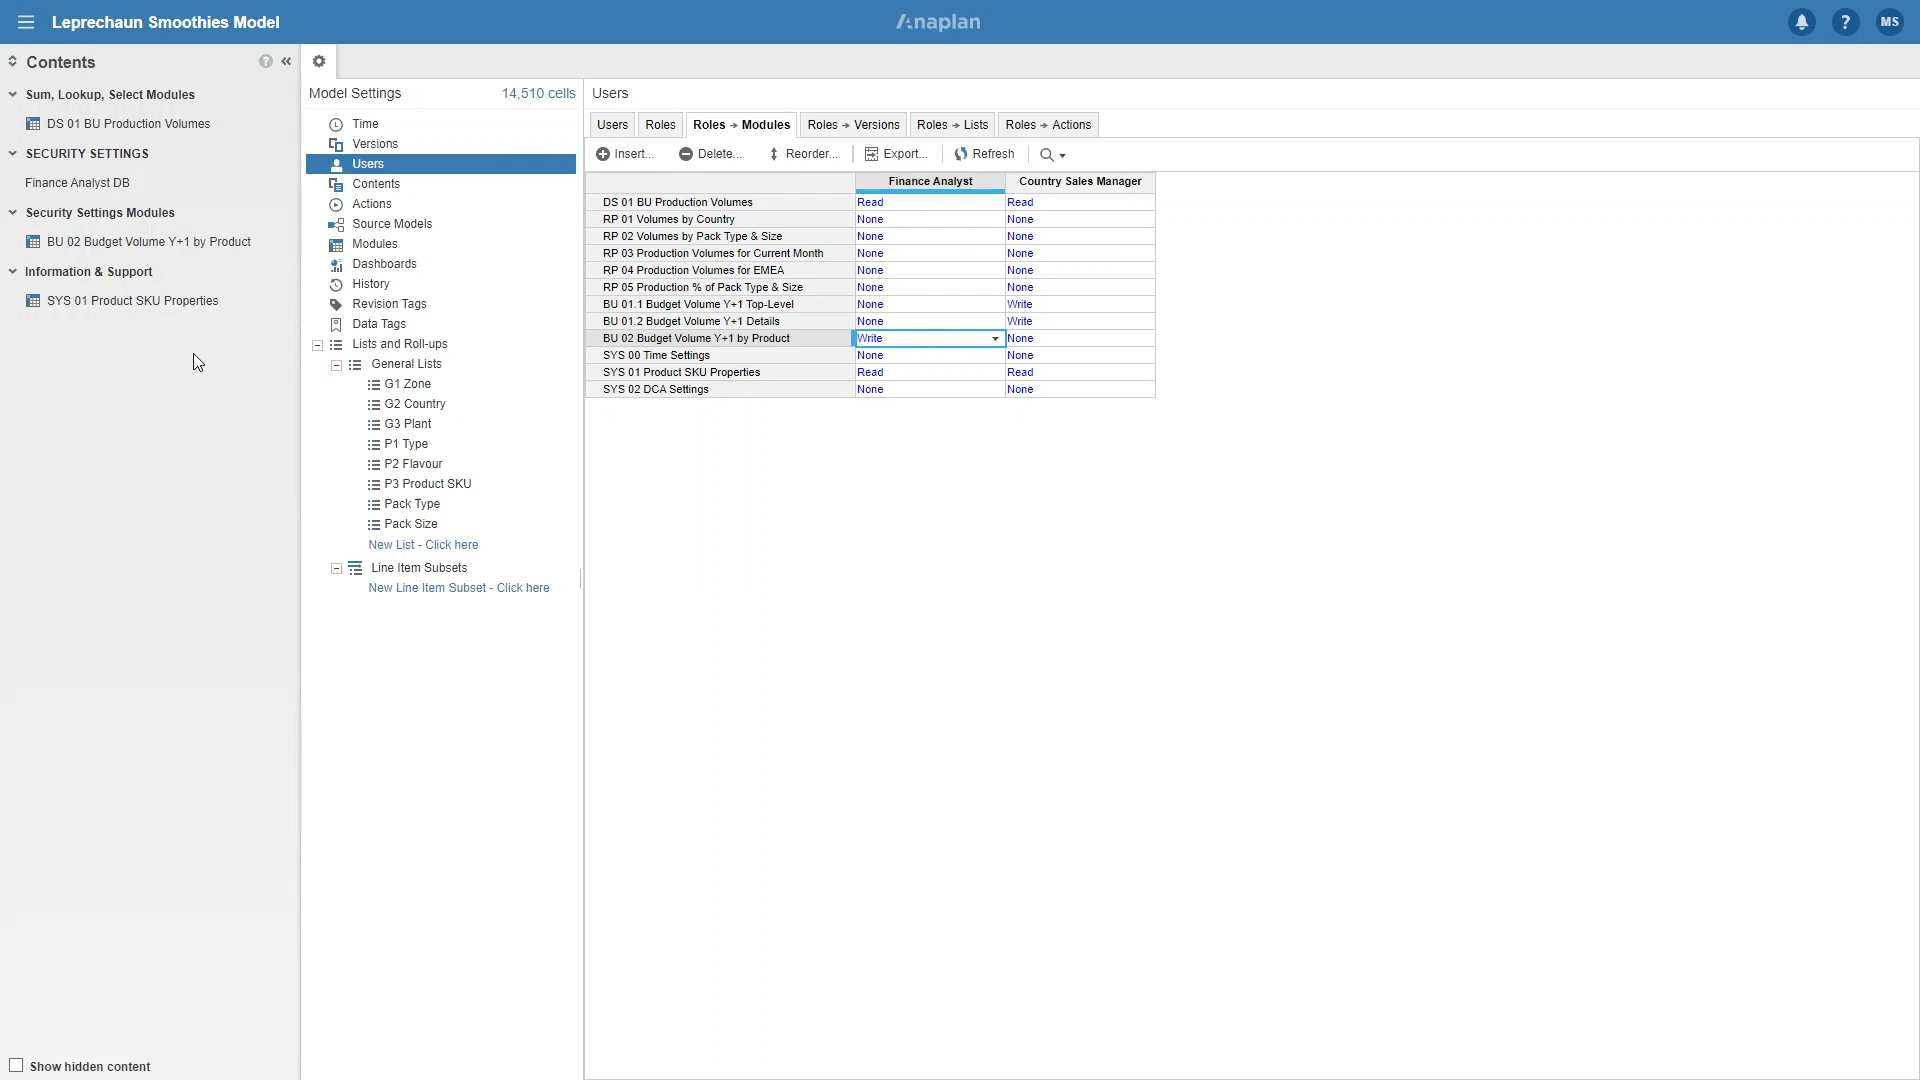 Leprechaun Smoothies Model
Anaplan
?
MS
Contents
?
Sum, Lookup, Select Modules
DS 01 BU Production Volumes
SECURITY SETTINGS
Finance Analyst DB
Security Settings Modules
BU 02 Budget Volume Y+1 by Product
Information & Support
SYS 01 Product SKU Properties
Show hidden content
Model Settings
14,510 cells
Time
Versions
Users
Contents
Actions
Source Models
Modules
Dashboards
History
Revision Tags
Data Tags
Lists and Roll-ups
General Lists
G1 Zone
G2 Country
G3 Plant
P1 Type
P2 Flavour
P3 Product SKU
Pack Type
Pack Size
New List - Click here
Line Item Subsets
New Line Item Subset - Click here
Users
Users Roles Roles → Modules Roles → Versions Roles → Lists Roles → Actions
Insert... Delete... Reorder... Export... Refresh
Finance Analyst Country Sales Manager
DS 01 BU Production Volumes Read Read
RP 01 Volumes by Country None None
RP 02 Volumes by Pack Type & Size None None
RP 03 Production Volumes for Current Month None None
RP 04 Production Volumes for EMEA None None
RP 05 Production % of Pack Type & Size None None
BU 01.1 Budget Volume Y+1 Top-Level None Write
BU 01.2 Budget Volume Y+1 Details None Write
BU 02 Budget Volume Y+1 by Product Write None
SYS 00 Time Settings None None
SYS 01 Product SKU Properties Read Read
SYS 02 DCA Settings None None